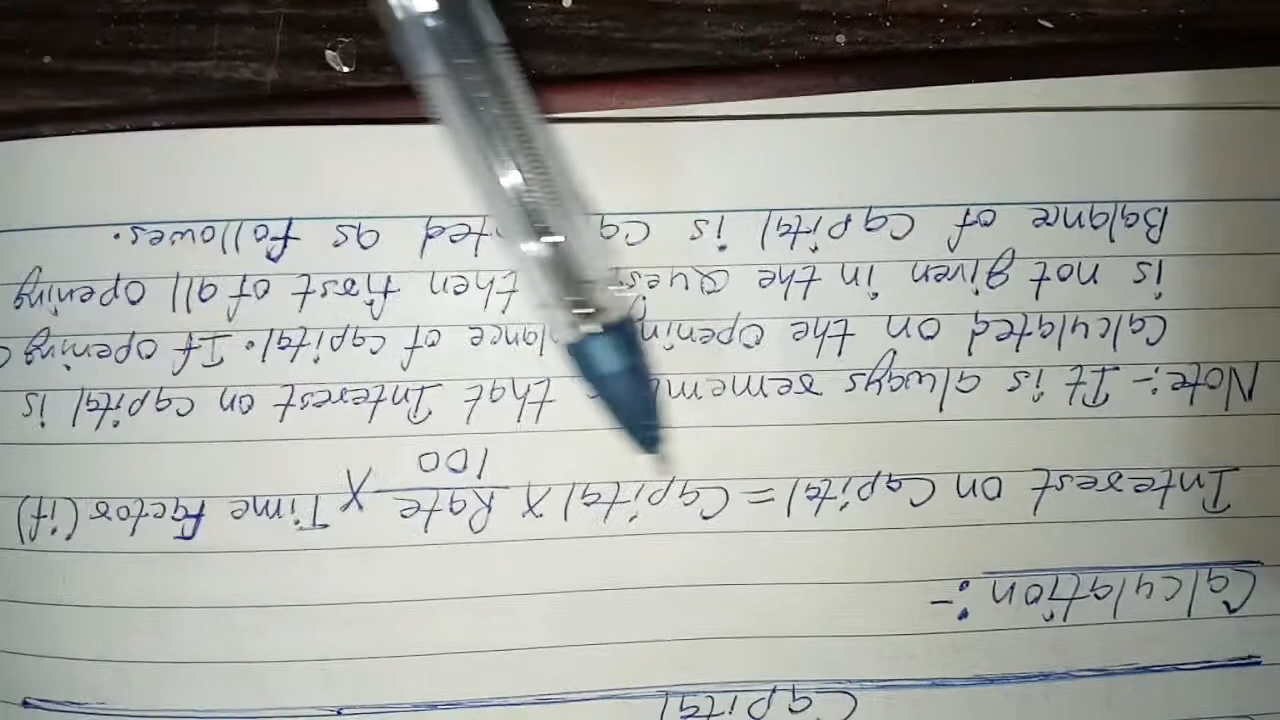 Capital
Calculation :-
Interest on Capital = Capital X Rate X Time Factor (if)
100
Note:- It is always that Interest on capital is
Calculated on the of capital. If opening
is not given in the then first of all opening
Balance of Capital is as followes.